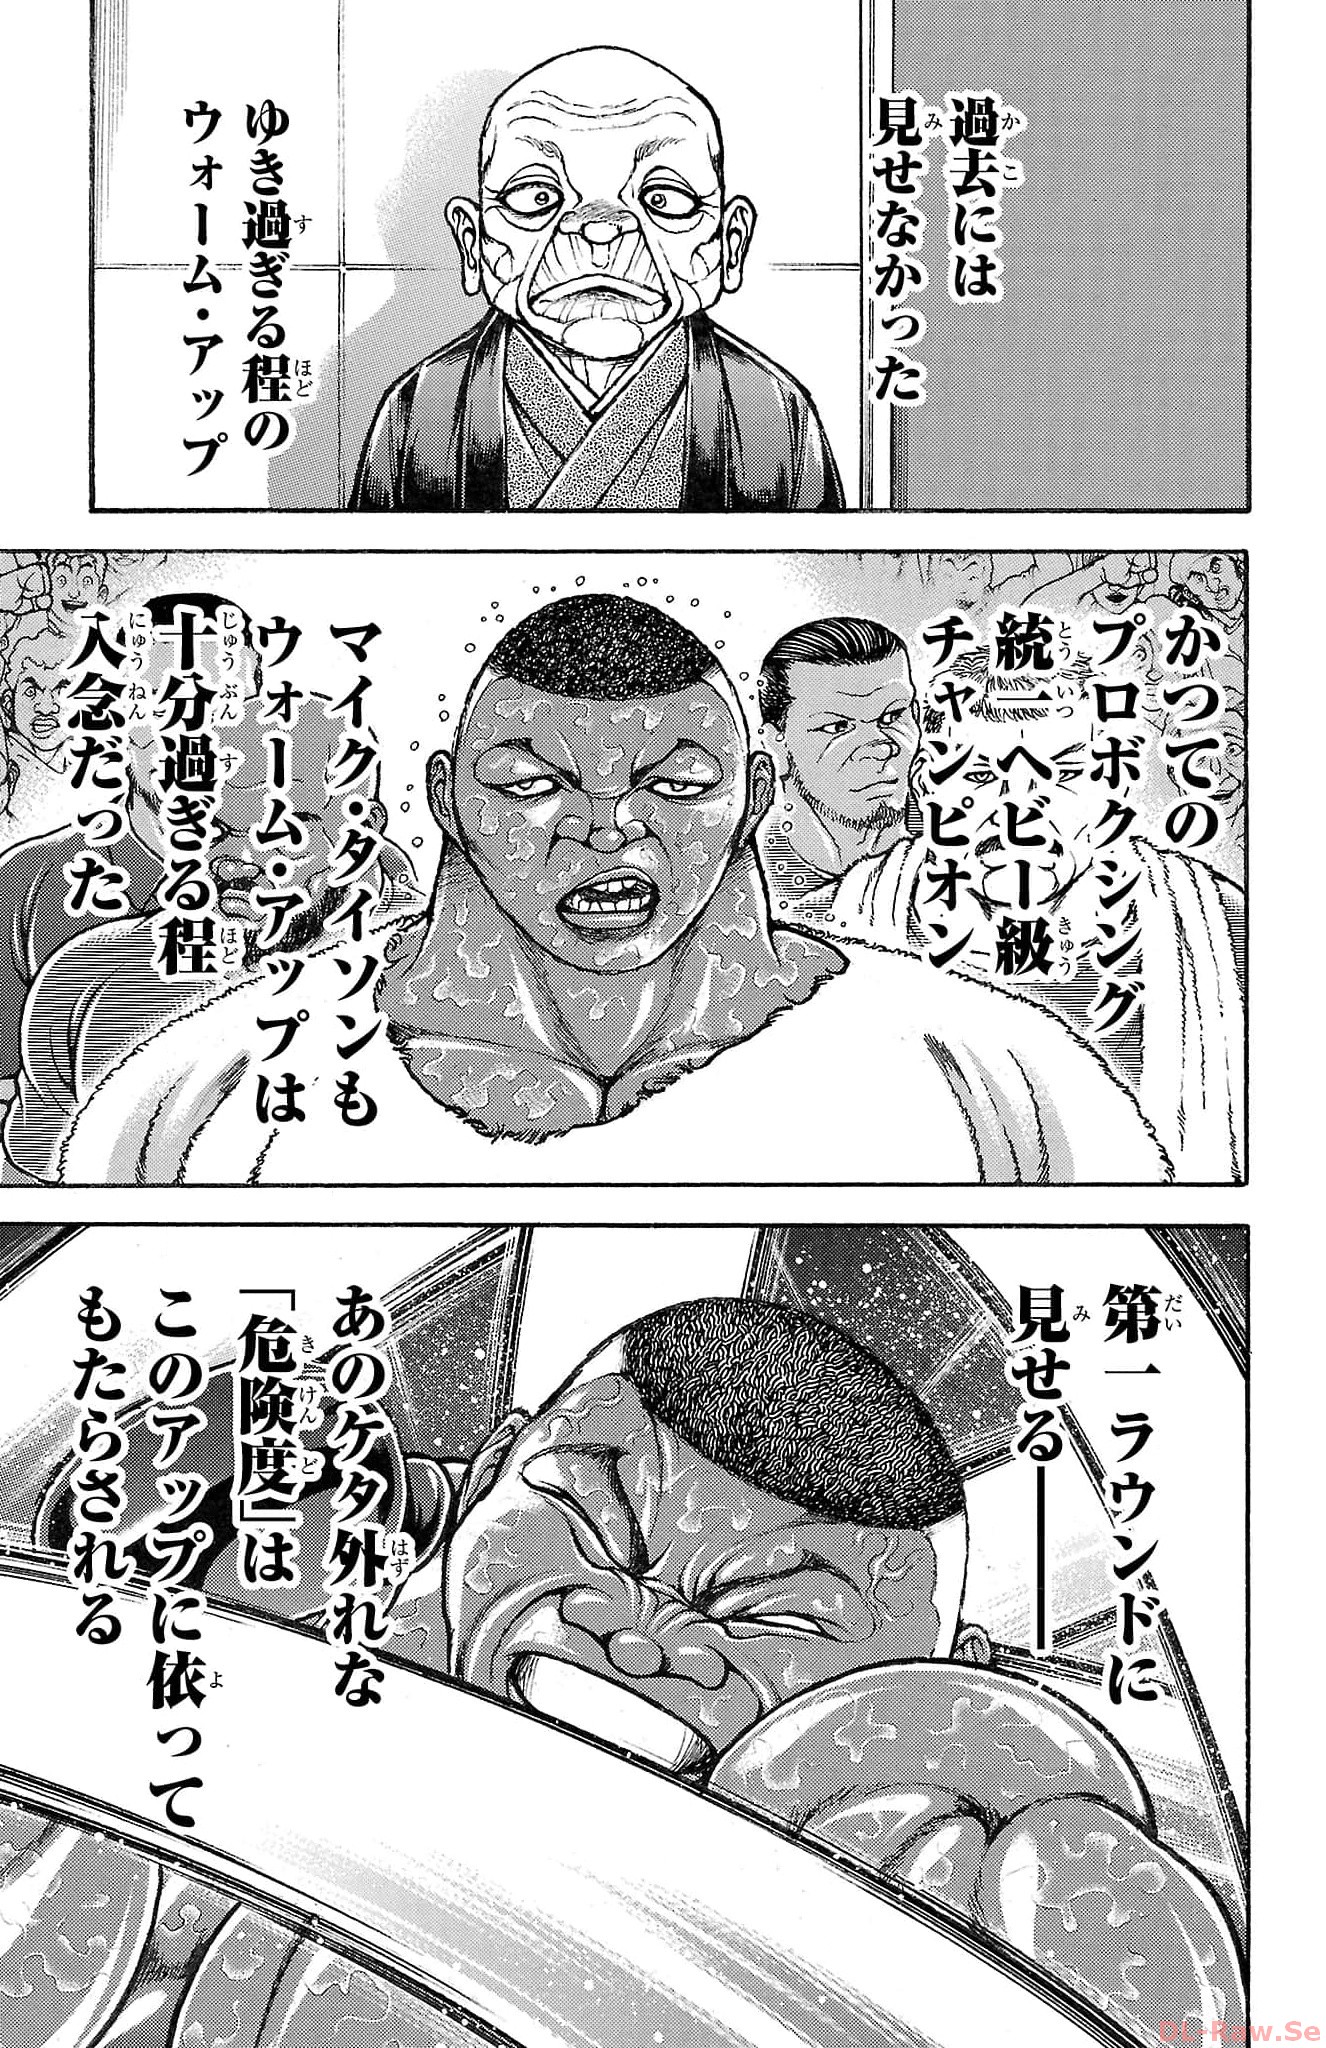 過去には
見せなかった
ゆき過ぎる程の
ウォーム・アップ
かつての
プロボクシング
統一ヘビー級
チャンピオン
マイク・タイソンも
ウォーム・アップは
十分過ぎる程
入念だった
第一ラウンドに
見せる――
あのケタ外れな
「危険度」は
このアップに依って
もたらされる
DL-Raw.Se